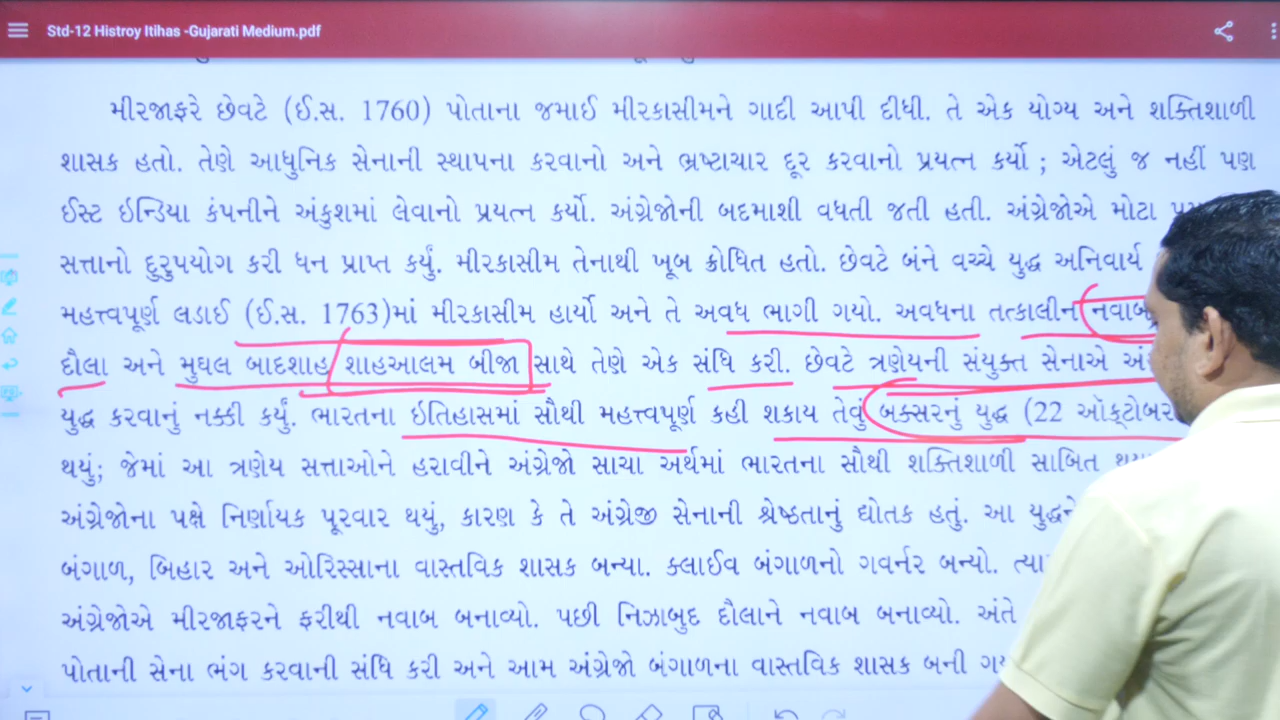 Std-12 Histroy Itihas -Gujarati Medium.pdf
મીરજાફરે છેવટે (ઈ.સ. 1760) પોતાના જમાઈ મીરકાસીમને ગાદી આપી દીધી. તે એક યોગ્ય અને શક્તિશાળી
શાસક હતો. તેણે આધુનિક સેનાની સ્થાપના કરવાનો અને ભ્રષ્ટાચાર દૂર કરવાનો પ્રયત્ન કર્યો ; એટલું જ નહીં પણ
ઈસ્ટ ઇન્ડિયા કંપનીને અંકુશમાં લેવાનો પ્રયત્ન કર્યો. અંગ્રેજોની બદમાશી વધતી જતી હતી. અંગ્રેજોએ મોટા
સત્તાનો દુરુપયોગ કરી ધન પ્રાપ્ત કર્યું. મીરકાસીમ તેનાથી ખૂબ ક્રોધિત હતો. છેવટે બંને વચ્ચે યુદ્ધ અનિવાર્ય
મહત્ત્વપૂર્ણ લડાઈ (ઈ.સ. 1763)માં મીરકાસીમ હાર્યો અને તે અવધ ભાગી ગયો. અવધના તત્કાલીન નવાબ
દૌલા અને મુઘલ બાદશાહ શાહઆલમ બીજા સાથે તેણે એક સંધિ કરી. છેવટે ત્રણેયની સંયુક્ત સેનાએ
યુદ્ધ કરવાનું નક્કી કર્યું. ભારતના ઇતિહાસમાં સૌથી મહત્ત્વપૂર્ણ કહી શકાય તેવું બક્સરનું યુદ્ધ (22 ઑક્ટોબર
થયું; જેમાં આ ત્રણેય સત્તાઓને હરાવીને અંગ્રેજો સાચા અર્થમાં ભારતના સૌથી શક્તિશાળી સાબિત
અંગ્રેજોના પક્ષે નિર્ણાયક પૂરવાર થયું, કારણ કે તે અંગ્રેજી સેનાની શ્રેષ્ઠતાનું દ્યોતક હતું. આ
બંગાળ, બિહાર અને ઓરિસ્સાના વાસ્તવિક શાસક બન્યા. ક્લાઈવ બંગાળનો ગવર્નર બન્યો.
અંગ્રેજોએ મીરજાફરને ફરીથી નવાબ બનાવ્યો. પછી નિઝાબુદ દૌલાને નવાબ બનાવ્યો. અંતે
પોતાની સેના ભંગ કરવાની સંધિ કરી અને આમ અંગ્રેજો બંગાળના વાસ્તવિક શાસક બની